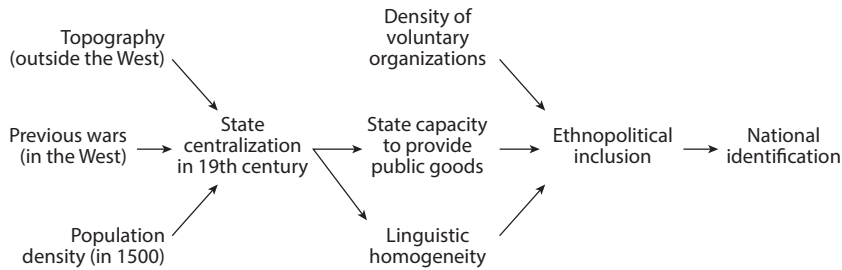 Topography
(outside the West)
Previous wars
(in the West)
Population
density (in 1500)
State
centralization
in 19th century
Density of
voluntary
organizations
State capacity
to provide
public goods
Linguistic
homogeneity
Ethnopolitical
inclusion
National
identification